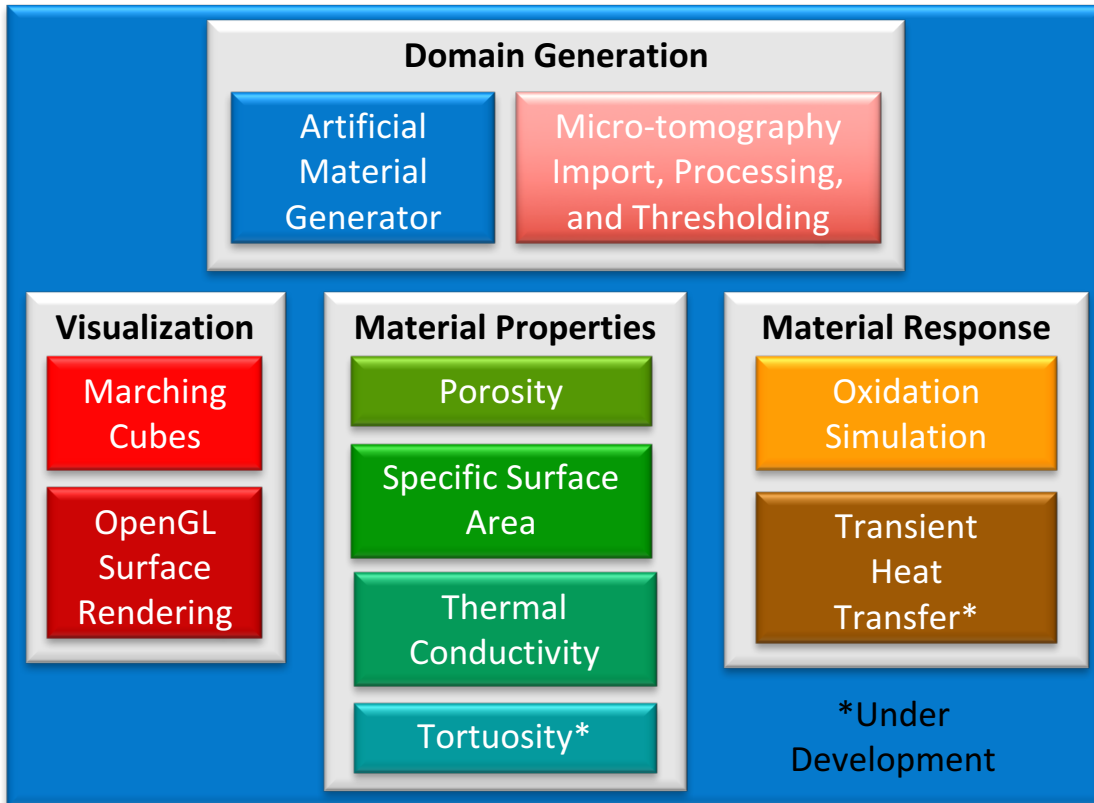 Domain Generation
Artificial
Material
Generator
Micro-tomography
Import, Processing,
and Thresholding
Visualization
Marching
Cubes
OpenGL
Surface
Rendering
Material Properties
Porosity
Specific Surface
Area
Thermal
Conductivity
Tortuosity*
Material Response
Oxidation
Simulation
Transient
Heat
Transfer*
*Under
Development